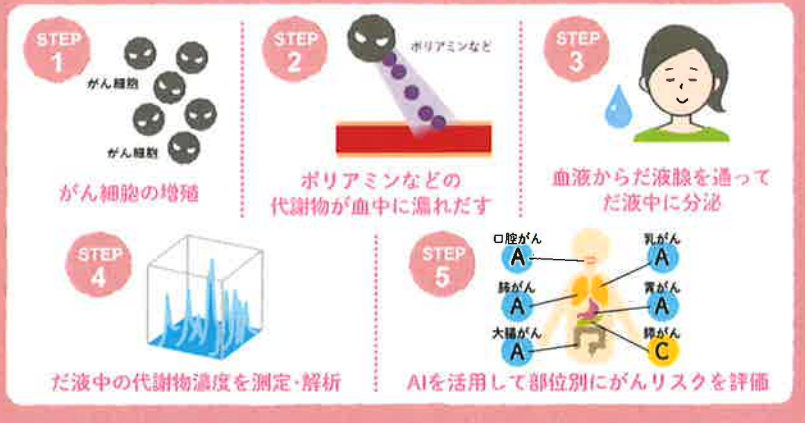 STEP
1
がん細胞
がん細胞
がん細胞の増殖
STEP
2
ポリアミンなど
ポリアミンなどの
代謝物が血中に漏れだす
STEP
3
血液からだ液腺を通って
だ液中に分泌
STEP
4
だ液中の代謝物濃度を測定・解析
STEP
5
口腔がん
A
肺がん
A
大腸がん
A
乳がん
A
胃がん
A
膵がん
C
AIを活用して部位別にがんリスクを評価